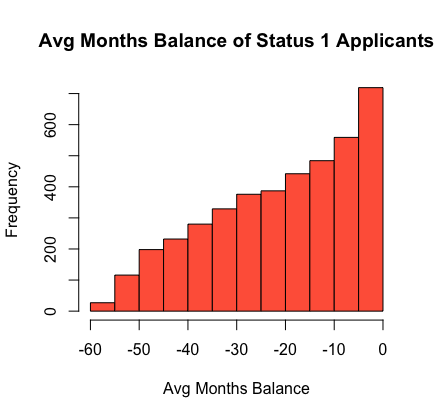 Avg Months Balance of Status 1 Applicants
Frequency
600
400
200
0
-60 -50 -40 -30 -20 -10 0
Avg Months Balance